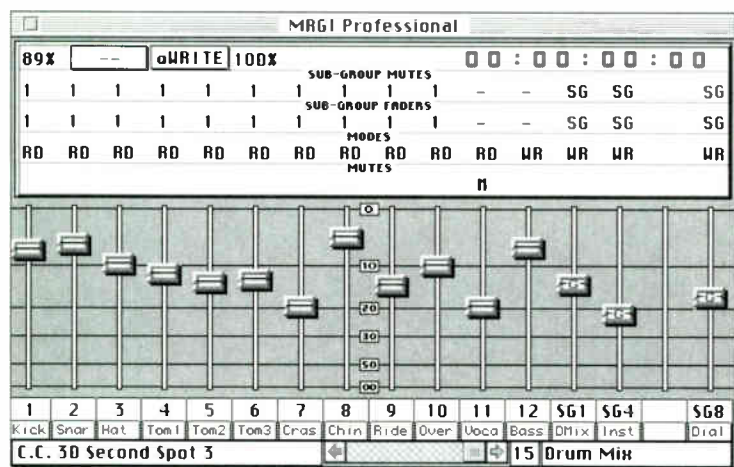 MRGI Professional
89% -- aWRITE 100% 00:00:00:00
SUB-GROUP MUTES
1 1 1 1 1 1 1 1 1 1 - - SG SG SG
SUB-GROUP FADERS
1 1 1 1 1 1 1 1 1 1 - - SG SG SG
MODES
RD RD RD RD RD RD RD RD RD RD RD WR WR WR WR
MUTES
M
0
10
20
30
50
00
1 2 3 4 5 6 7 8 9 10 11 12 SG1 SG4 SG8
Kick Snar Hat Tom1 Tom2 Tom3 Cras Chin Ride Over Voca Bass DMix Inst Dial
C.C. 3D Second Spot 3 15 Drum Mix